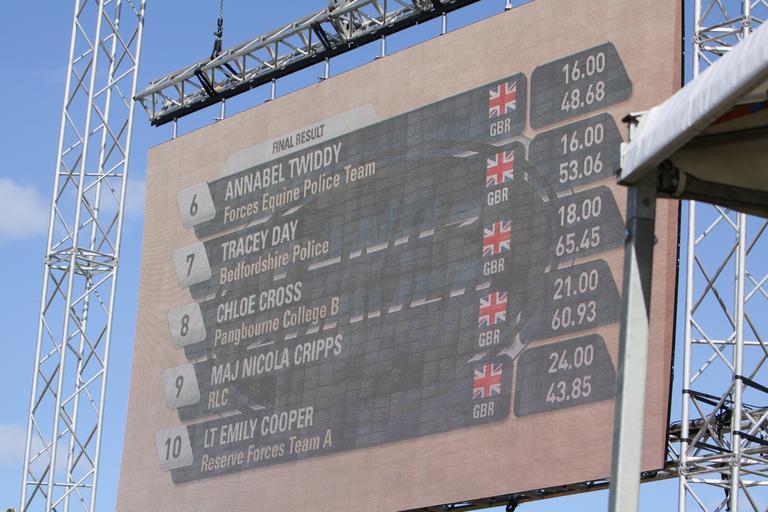 FINAL RESULT
6 ANNABEL TWIDDY GBR 16.00
Forces Equine Police Team 48.68
7 TRACEY DAY GBR 16.00
Bedfordshire Police 53.06
8 CHLOE CROSS GBR 18.00
Pangbourne College B 65.45
9 MAJ NICOLA CRIPPS GBR 21.00
RLC 60.93
10 LT EMILY COOPER GBR 24.00
Reserve Forces Team A 43.85